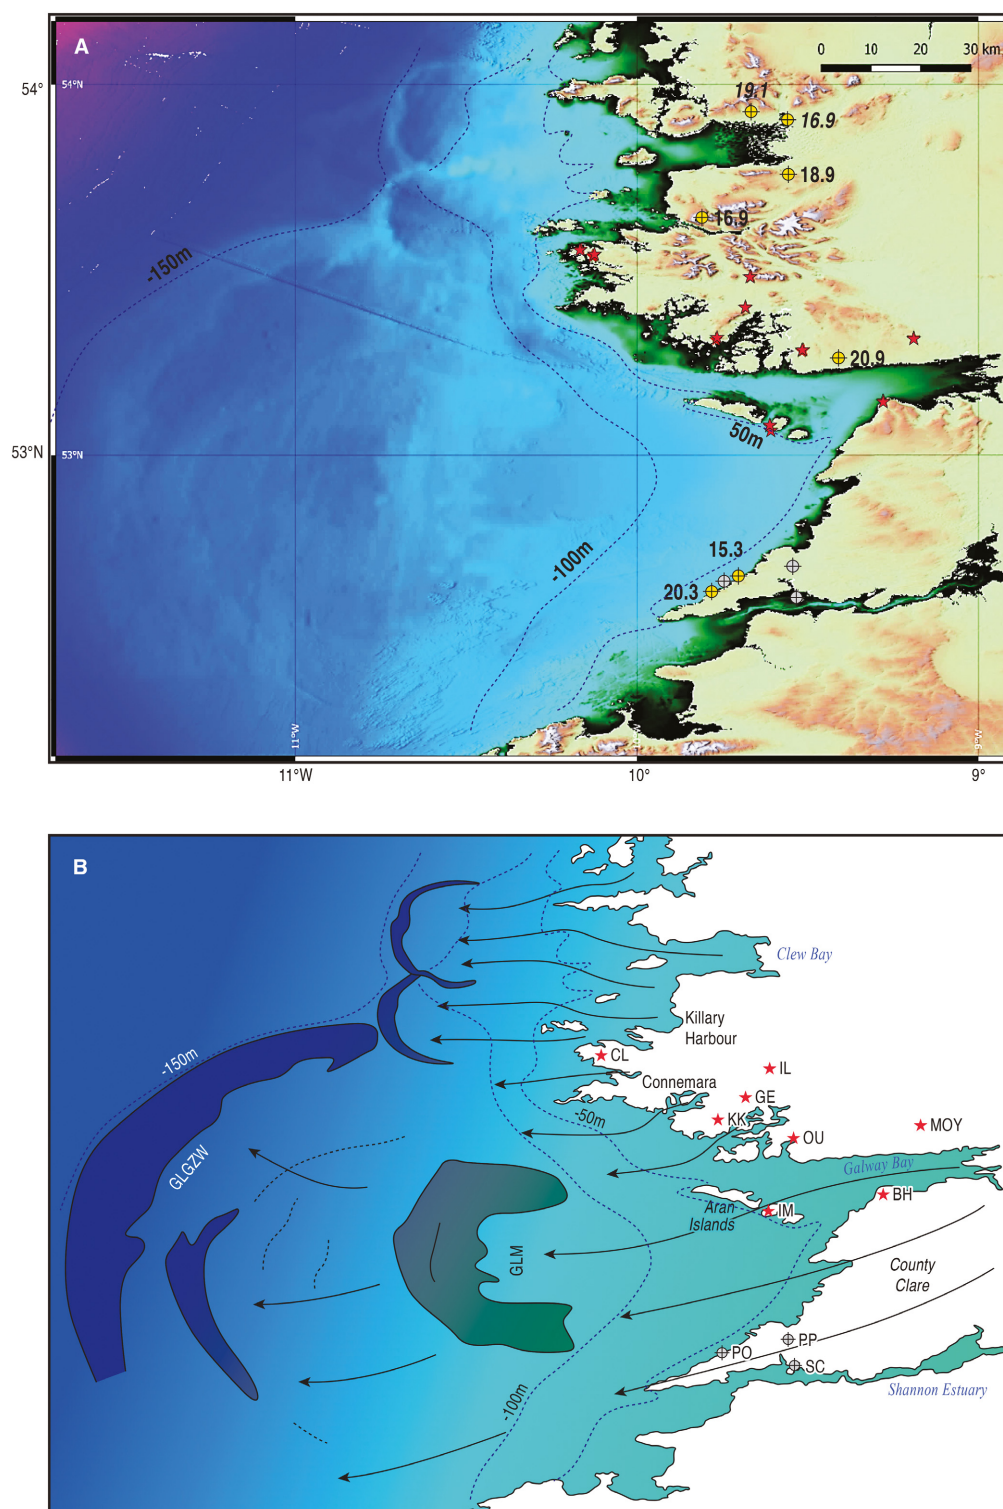 A
0 10 20 30 km
54°
54°N
19.1
16.9
18.9
16.9
-150m
20.9
50m
53°N
53°N
15.3
-100m
20.3
11°W
11°W
10°
9°
B
Clew Bay
Killary
Harbour
-150m
CL
IL
Connemara
GE
-50m
KK
MOY
OU
GLGZW
Galway Bay
BH
Aran
Islands
IM
GLM
County
Clare
PP
PO
SC
-100m
Shannon Estuary